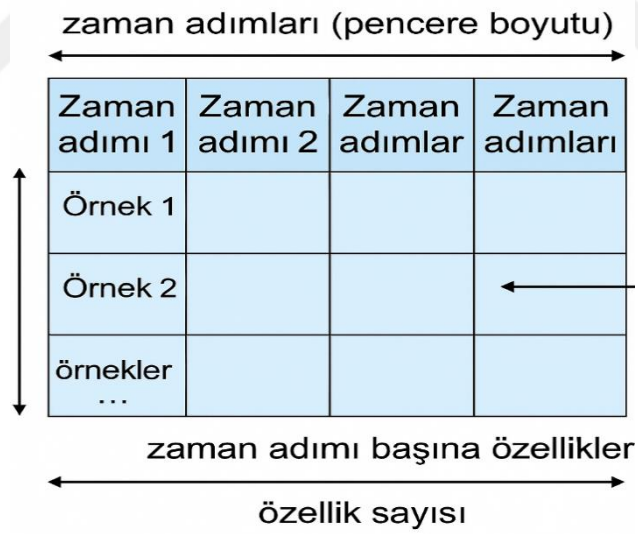 zaman adımları (pencere boyutu)
Zaman adımı 1
Zaman adımı 2
Zaman adımlar
Zaman adımları
Örnek 1
Örnek 2
örnekler
...
zaman adımı başına özellikler
özellik sayısı